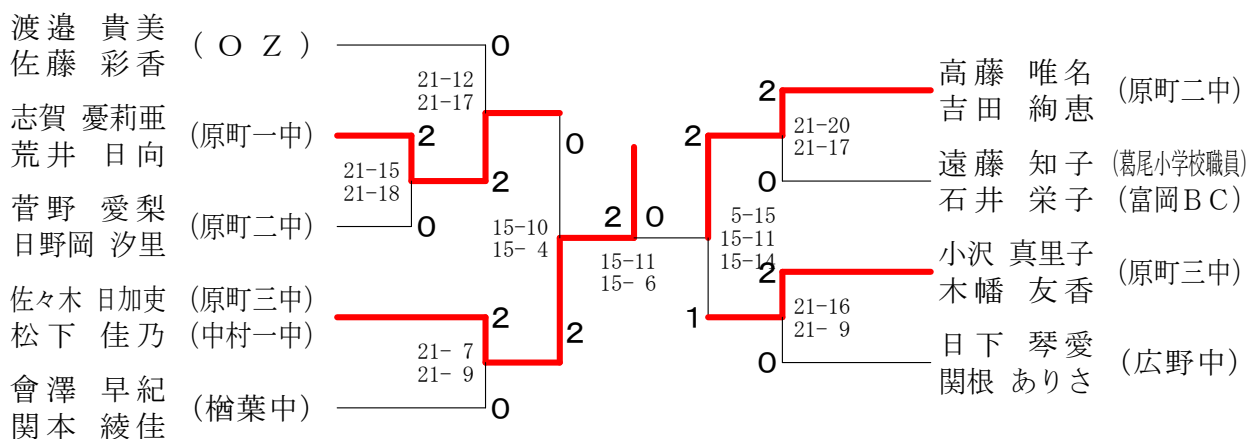 渡邉 貴美
佐藤 彩香
(ＯＺ)
志賀 憂莉亜
荒井 日向
(原町一中)
菅野 愛梨
日野岡 汐里
(原町二中)
佐々木 日加吏 (原町三中)
松下 佳乃 (中村一中)
會澤 早紀
関本 綾佳
(楢葉中)
0
21-12
21-17
2
2
21-15
21-18
0
2
21- 7
21- 9
0
0
15-10
15- 4
2
2
0
15-11
15- 6
2
5-15
15-11
15-14
1
2
21-20
21-17
0
2
21-16
21- 9
0
高藤 唯名
吉田 絢恵
(原町二中)
遠藤 知子 (葛尾小学校職員)
石井 栄子 (富岡ＢＣ)
小沢 真里子
木幡 友香
(原町三中)
日下 琴愛
関根 ありさ
(広野中)